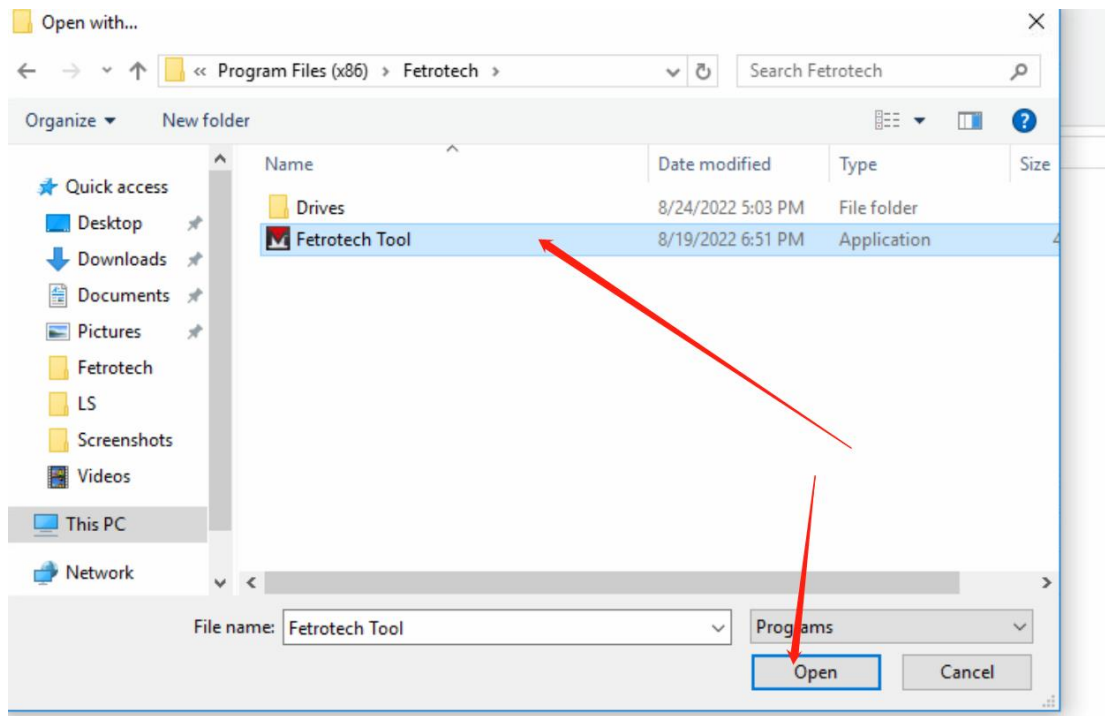 Open with...
« Program Files (x86) › Fetrotech ›
Search Fetrotech
Organize
New folder
Name
Date modified
Type
Size
Quick access
Desktop
Downloads
Documents
Pictures
Fetrotech
LS
Screenshots
Videos
This PC
Network
Drives 8/24/2022 5:03 PM File folder
Fetrotech Tool 8/19/2022 6:51 PM Application 4
File name: Fetrotech Tool
Programs
Open
Cancel